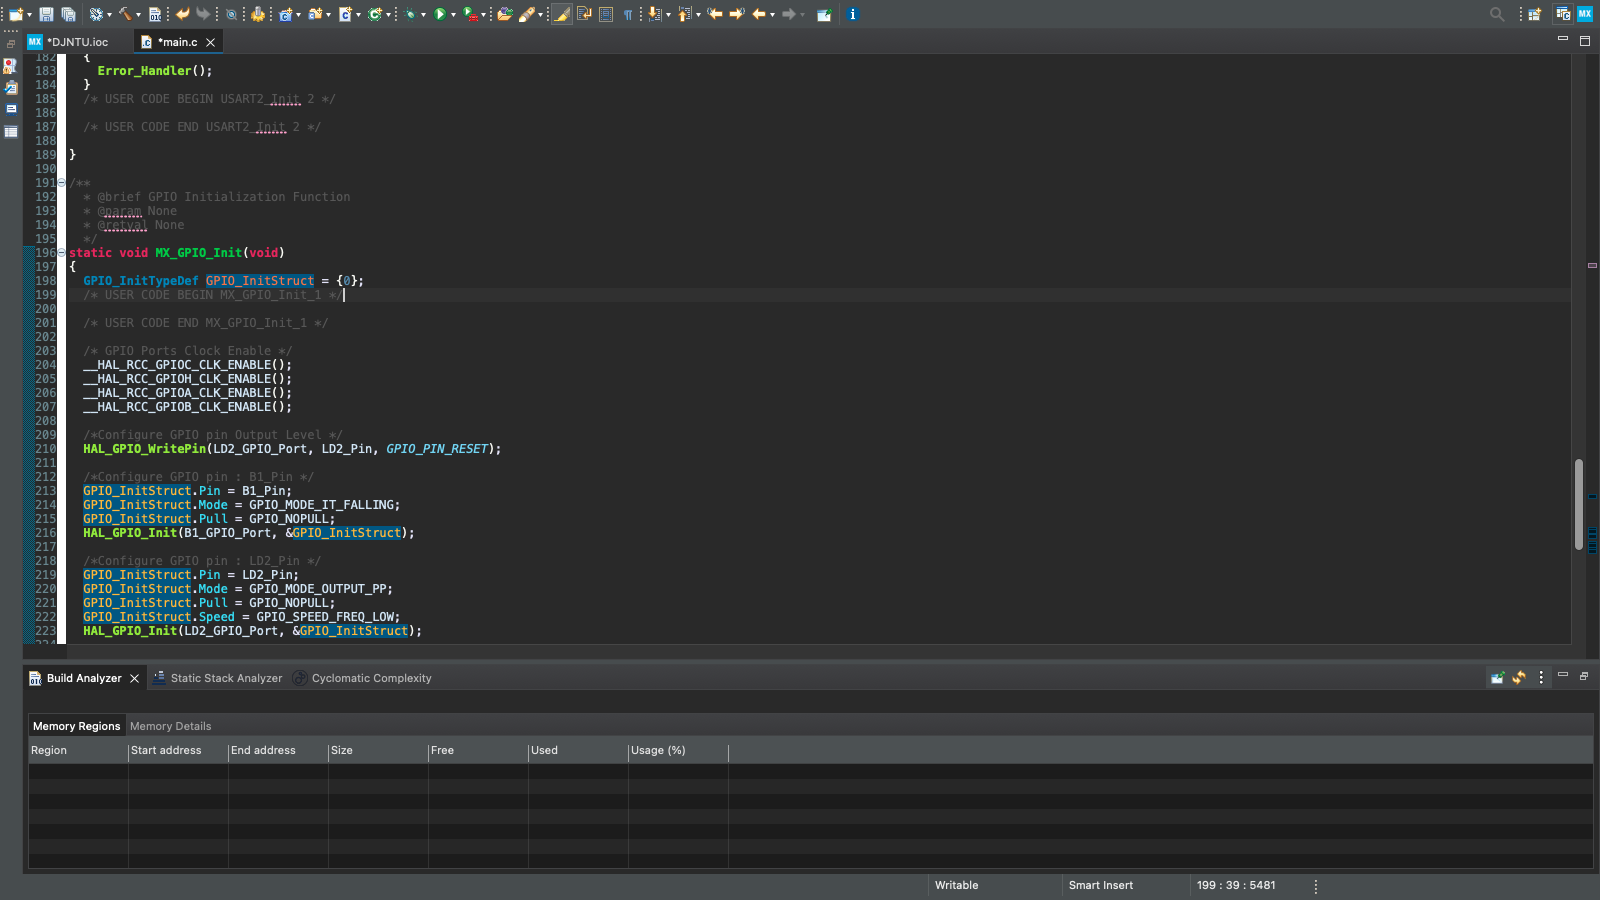 MX *DJNTU.ioc
*main.c
MX
182 {
183 Error_Handler();
184 }
185 /* USER CODE BEGIN USART2_Init 2 */
186
187 /* USER CODE END USART2_Init 2 */
188
189 }
190
191 /**
192 * @brief GPIO Initialization Function
193 * @param None
194 * @retval None
195 */
196 static void MX_GPIO_Init(void)
197 {
198 GPIO_InitTypeDef GPIO_InitStruct = {0};
199 /* USER CODE BEGIN MX_GPIO_Init_1 */
200
201 /* USER CODE END MX_GPIO_Init_1 */
202
203 /* GPIO Ports Clock Enable */
204 __HAL_RCC_GPIOC_CLK_ENABLE();
205 __HAL_RCC_GPIOH_CLK_ENABLE();
206 __HAL_RCC_GPIOA_CLK_ENABLE();
207 __HAL_RCC_GPIOB_CLK_ENABLE();
208
209 /*Configure GPIO pin Output Level */
210 HAL_GPIO_WritePin(LD2_GPIO_Port, LD2_Pin, GPIO_PIN_RESET);
211
212 /*Configure GPIO pin : B1_Pin */
213 GPIO_InitStruct.Pin = B1_Pin;
214 GPIO_InitStruct.Mode = GPIO_MODE_IT_FALLING;
215 GPIO_InitStruct.Pull = GPIO_NOPULL;
216 HAL_GPIO_Init(B1_GPIO_Port, &GPIO_InitStruct);
217
218 /*Configure GPIO pin : LD2_Pin */
219 GPIO_InitStruct.Pin = LD2_Pin;
220 GPIO_InitStruct.Mode = GPIO_MODE_OUTPUT_PP;
221 GPIO_InitStruct.Pull = GPIO_NOPULL;
222 GPIO_InitStruct.Speed = GPIO_SPEED_FREQ_LOW;
223 HAL_GPIO_Init(LD2_GPIO_Port, &GPIO_InitStruct);
Build Analyzer
Static Stack Analyzer
Cyclomatic Complexity
Memory Regions Memory Details
Region Start address End address Size Free Used Usage (%)
Writable Smart Insert 199 : 39 : 5481